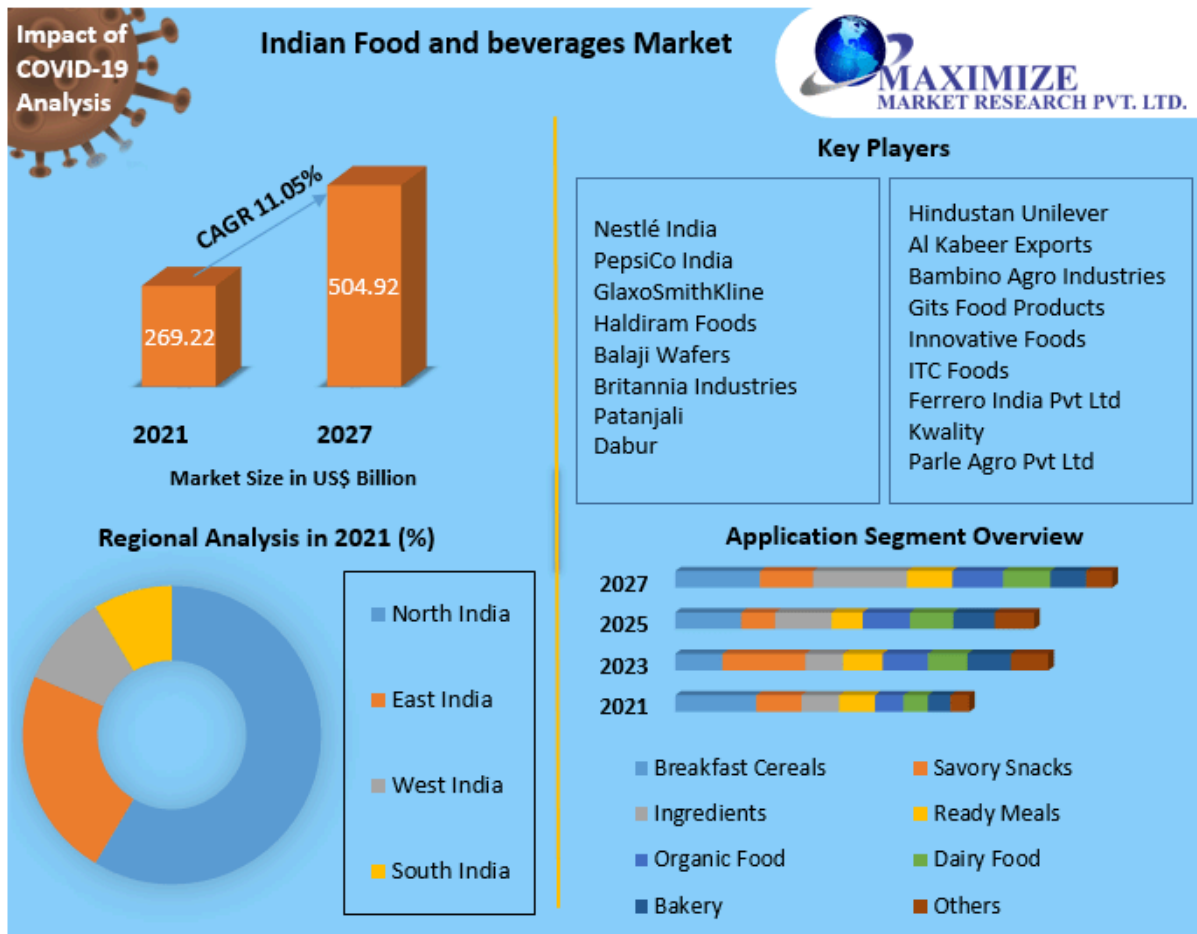 Impact of
COVID-19
Analysis
Indian Food and beverages Market
MAXIMIZE
MARKET RESEARCH PVT. LTD.
CAGR 11.05%
269.22
504.92
2021
2027
Market Size in US$ Billion
Key Players
Nestlé India
PepsiCo India
GlaxoSmithKline
Haldiram Foods
Balaji Wafers
Britannia Industries
Patanjali
Dabur
Hindustan Unilever
Al Kabeer Exports
Bambino Agro Industries
Gits Food Products
Innovative Foods
ITC Foods
Ferrero India Pvt Ltd
Kwality
Parle Agro Pvt Ltd
Regional Analysis in 2021 (%)
North India
East India
West India
South India
Application Segment Overview
2027
2025
2023
2021
Breakfast Cereals
Savory Snacks
Ingredients
Ready Meals
Organic Food
Dairy Food
Bakery
Others